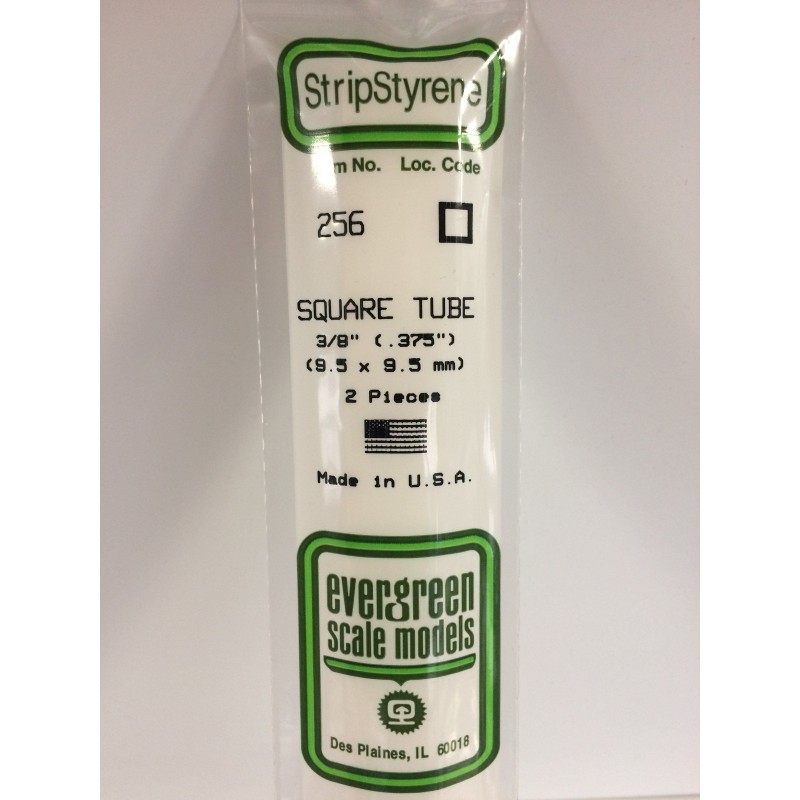 StripStyrene
Item No. Loc. Code
256
SQUARE TUBE
3/8" (.375")
(9.5 x 9.5 mm)
2 Pieces
Made in U.S.A.
evergreen
scale models
Des Plaines, IL 60018